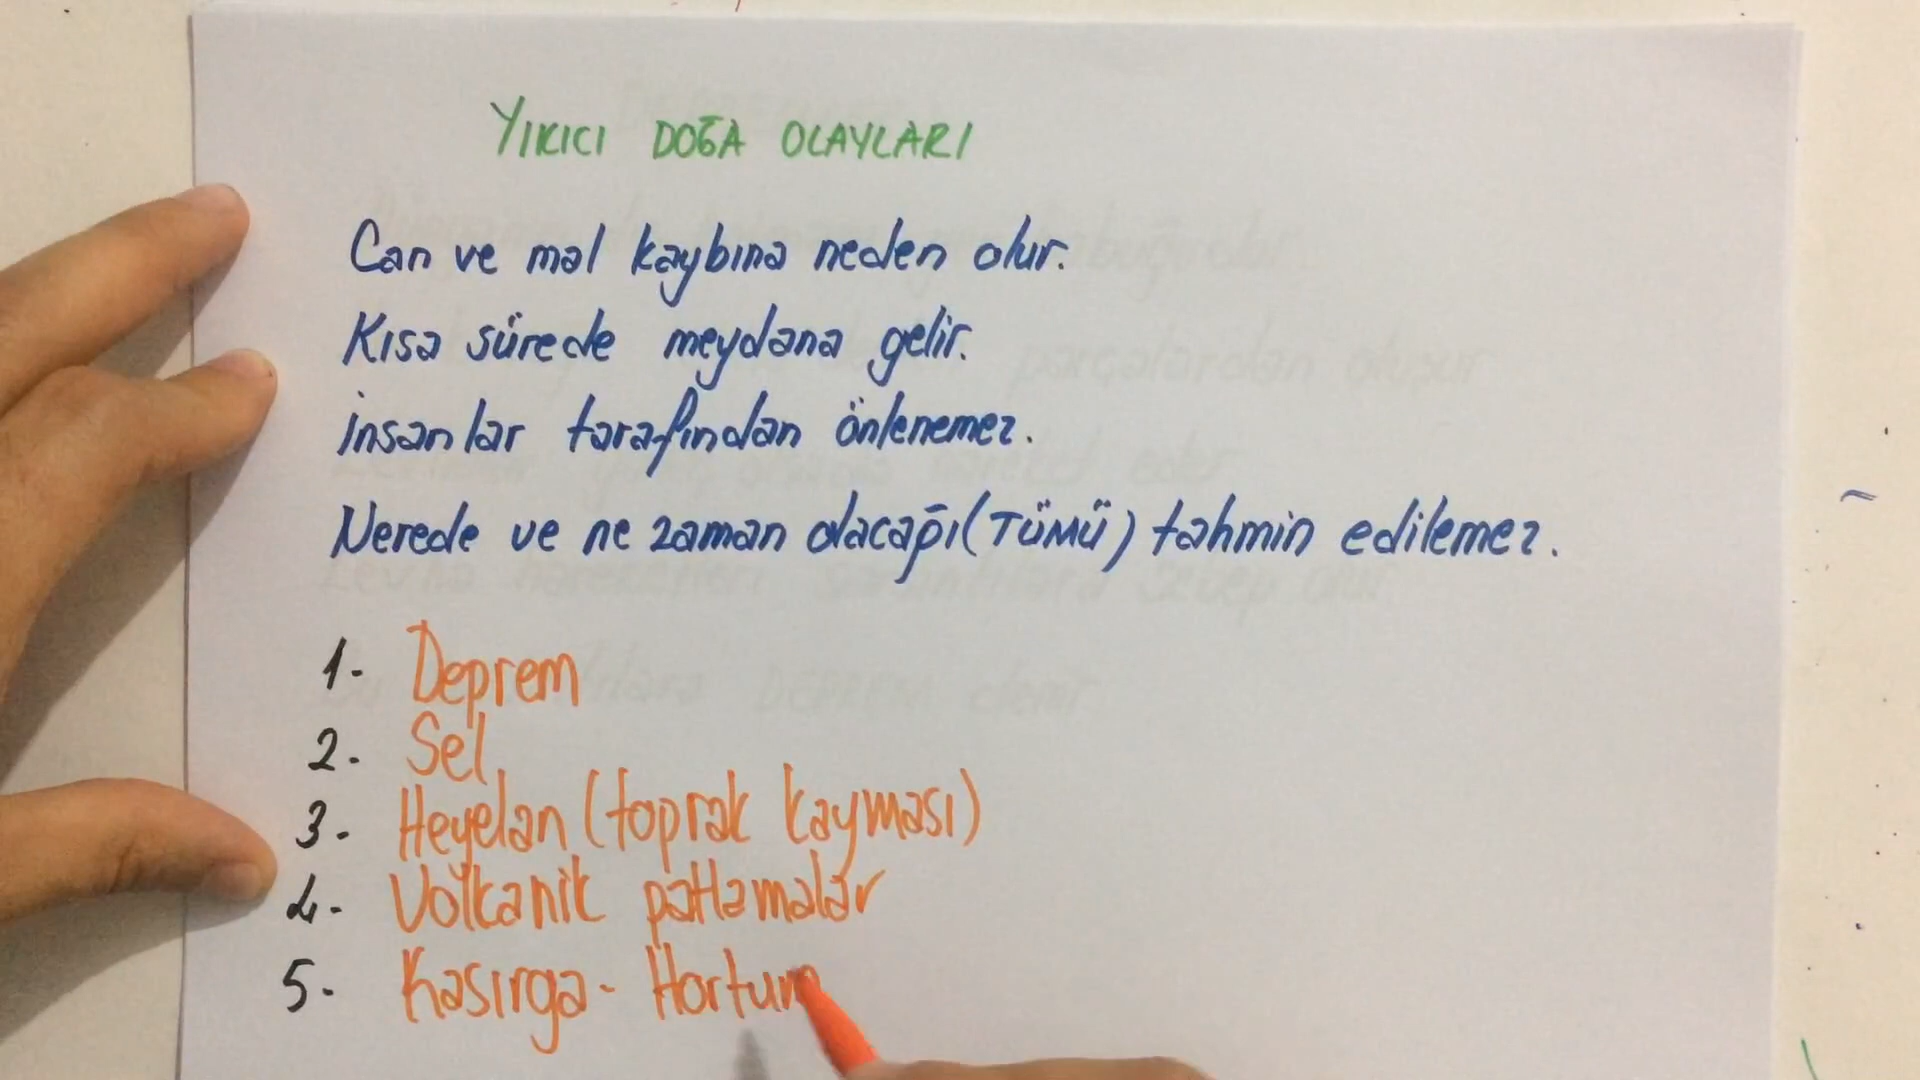 YIKICI DOĞA OLAYLARI
Can ve mal kaybına neden olur.
Kısa sürede meydana gelir.
İnsanlar tarafından önlenemez.
Nerede ve ne zaman olacağı (TÜMÜ) tahmin edilemez.
1- Deprem
2- Sel
3- Heyelan (toprak kayması)
4- Volkanik patlamalar
5- Kasırga - Hortum